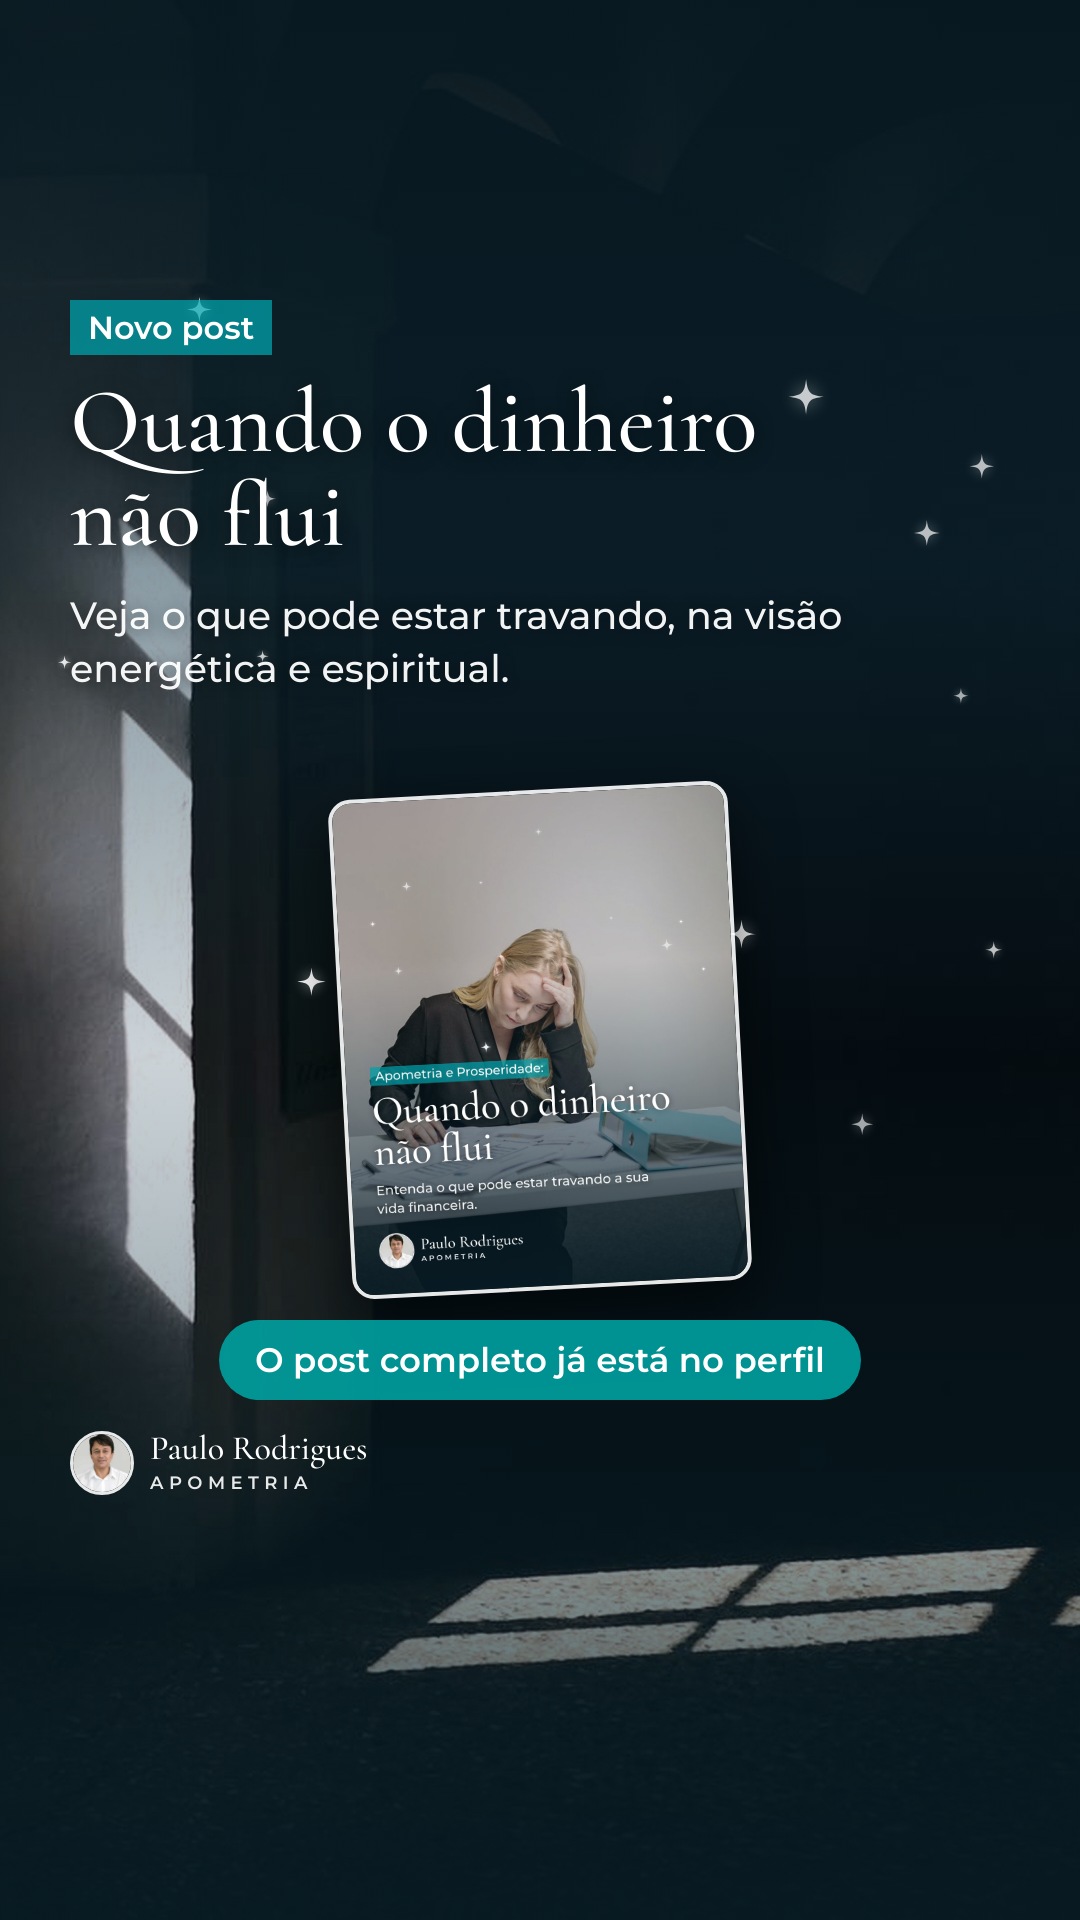 Novo post
Quando o dinheiro
não flui
Veja o que pode estar travando, na visão
energética e espiritual.
Apometria e Prosperidade:
Quando o dinheiro
não flui
Entenda o que pode estar travando a sua
vida financeira.
Paulo Rodrigues
APOMETRIA
O post completo já está no perfil
Paulo Rodrigues
APOMETRIA